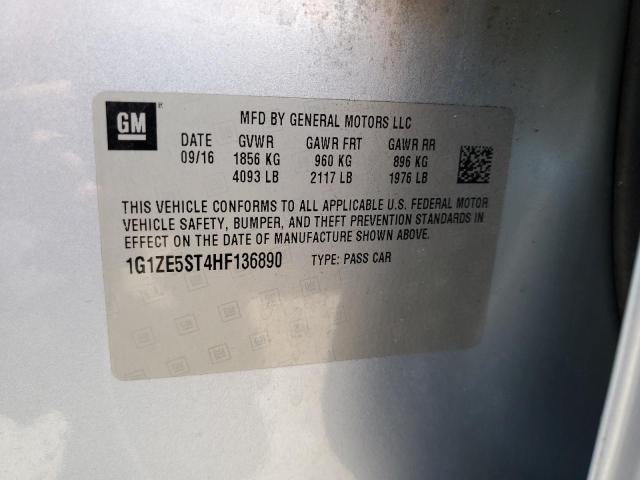 GM
MFD BY GENERAL MOTORS LLC
DATE GVWR GAWR FRT GAWR RR
09/16 1856 KG 960 KG 896 KG
4093 LB 2117 LB 1976 LB
THIS VEHICLE CONFORMS TO ALL APPLICABLE U.S. FEDERAL MOTOR
VEHICLE SAFETY, BUMPER, AND THEFT PREVENTION STANDARDS IN
EFFECT ON THE DATE OF MANUFACTURE SHOWN ABOVE.
1G1ZE5ST4HF136890 TYPE: PASS CAR